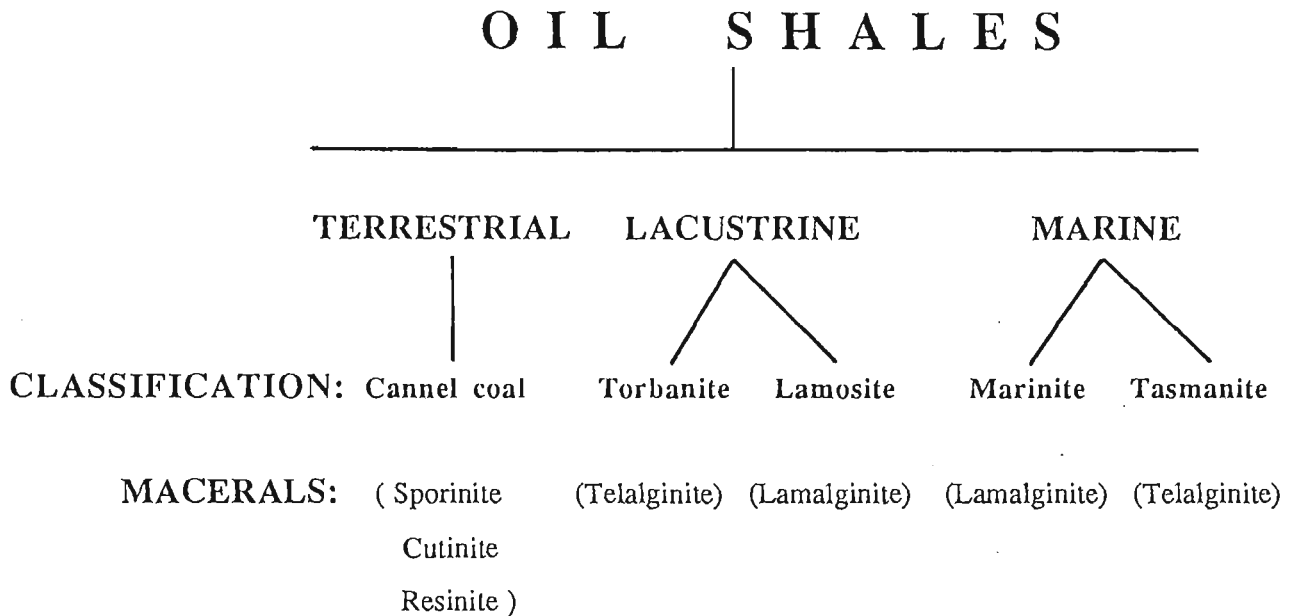 OIL SHALES
TERRESTRIAL LACUSTRINE MARINE
CLASSIFICATION: Cannel coal Torbanite Lamosite Marinite Tasmanite
MACERALS: ( Sporinite (Telalginite) (Lamalginite) (Lamalginite) (Telalginite)
Cutinite
Resinite )